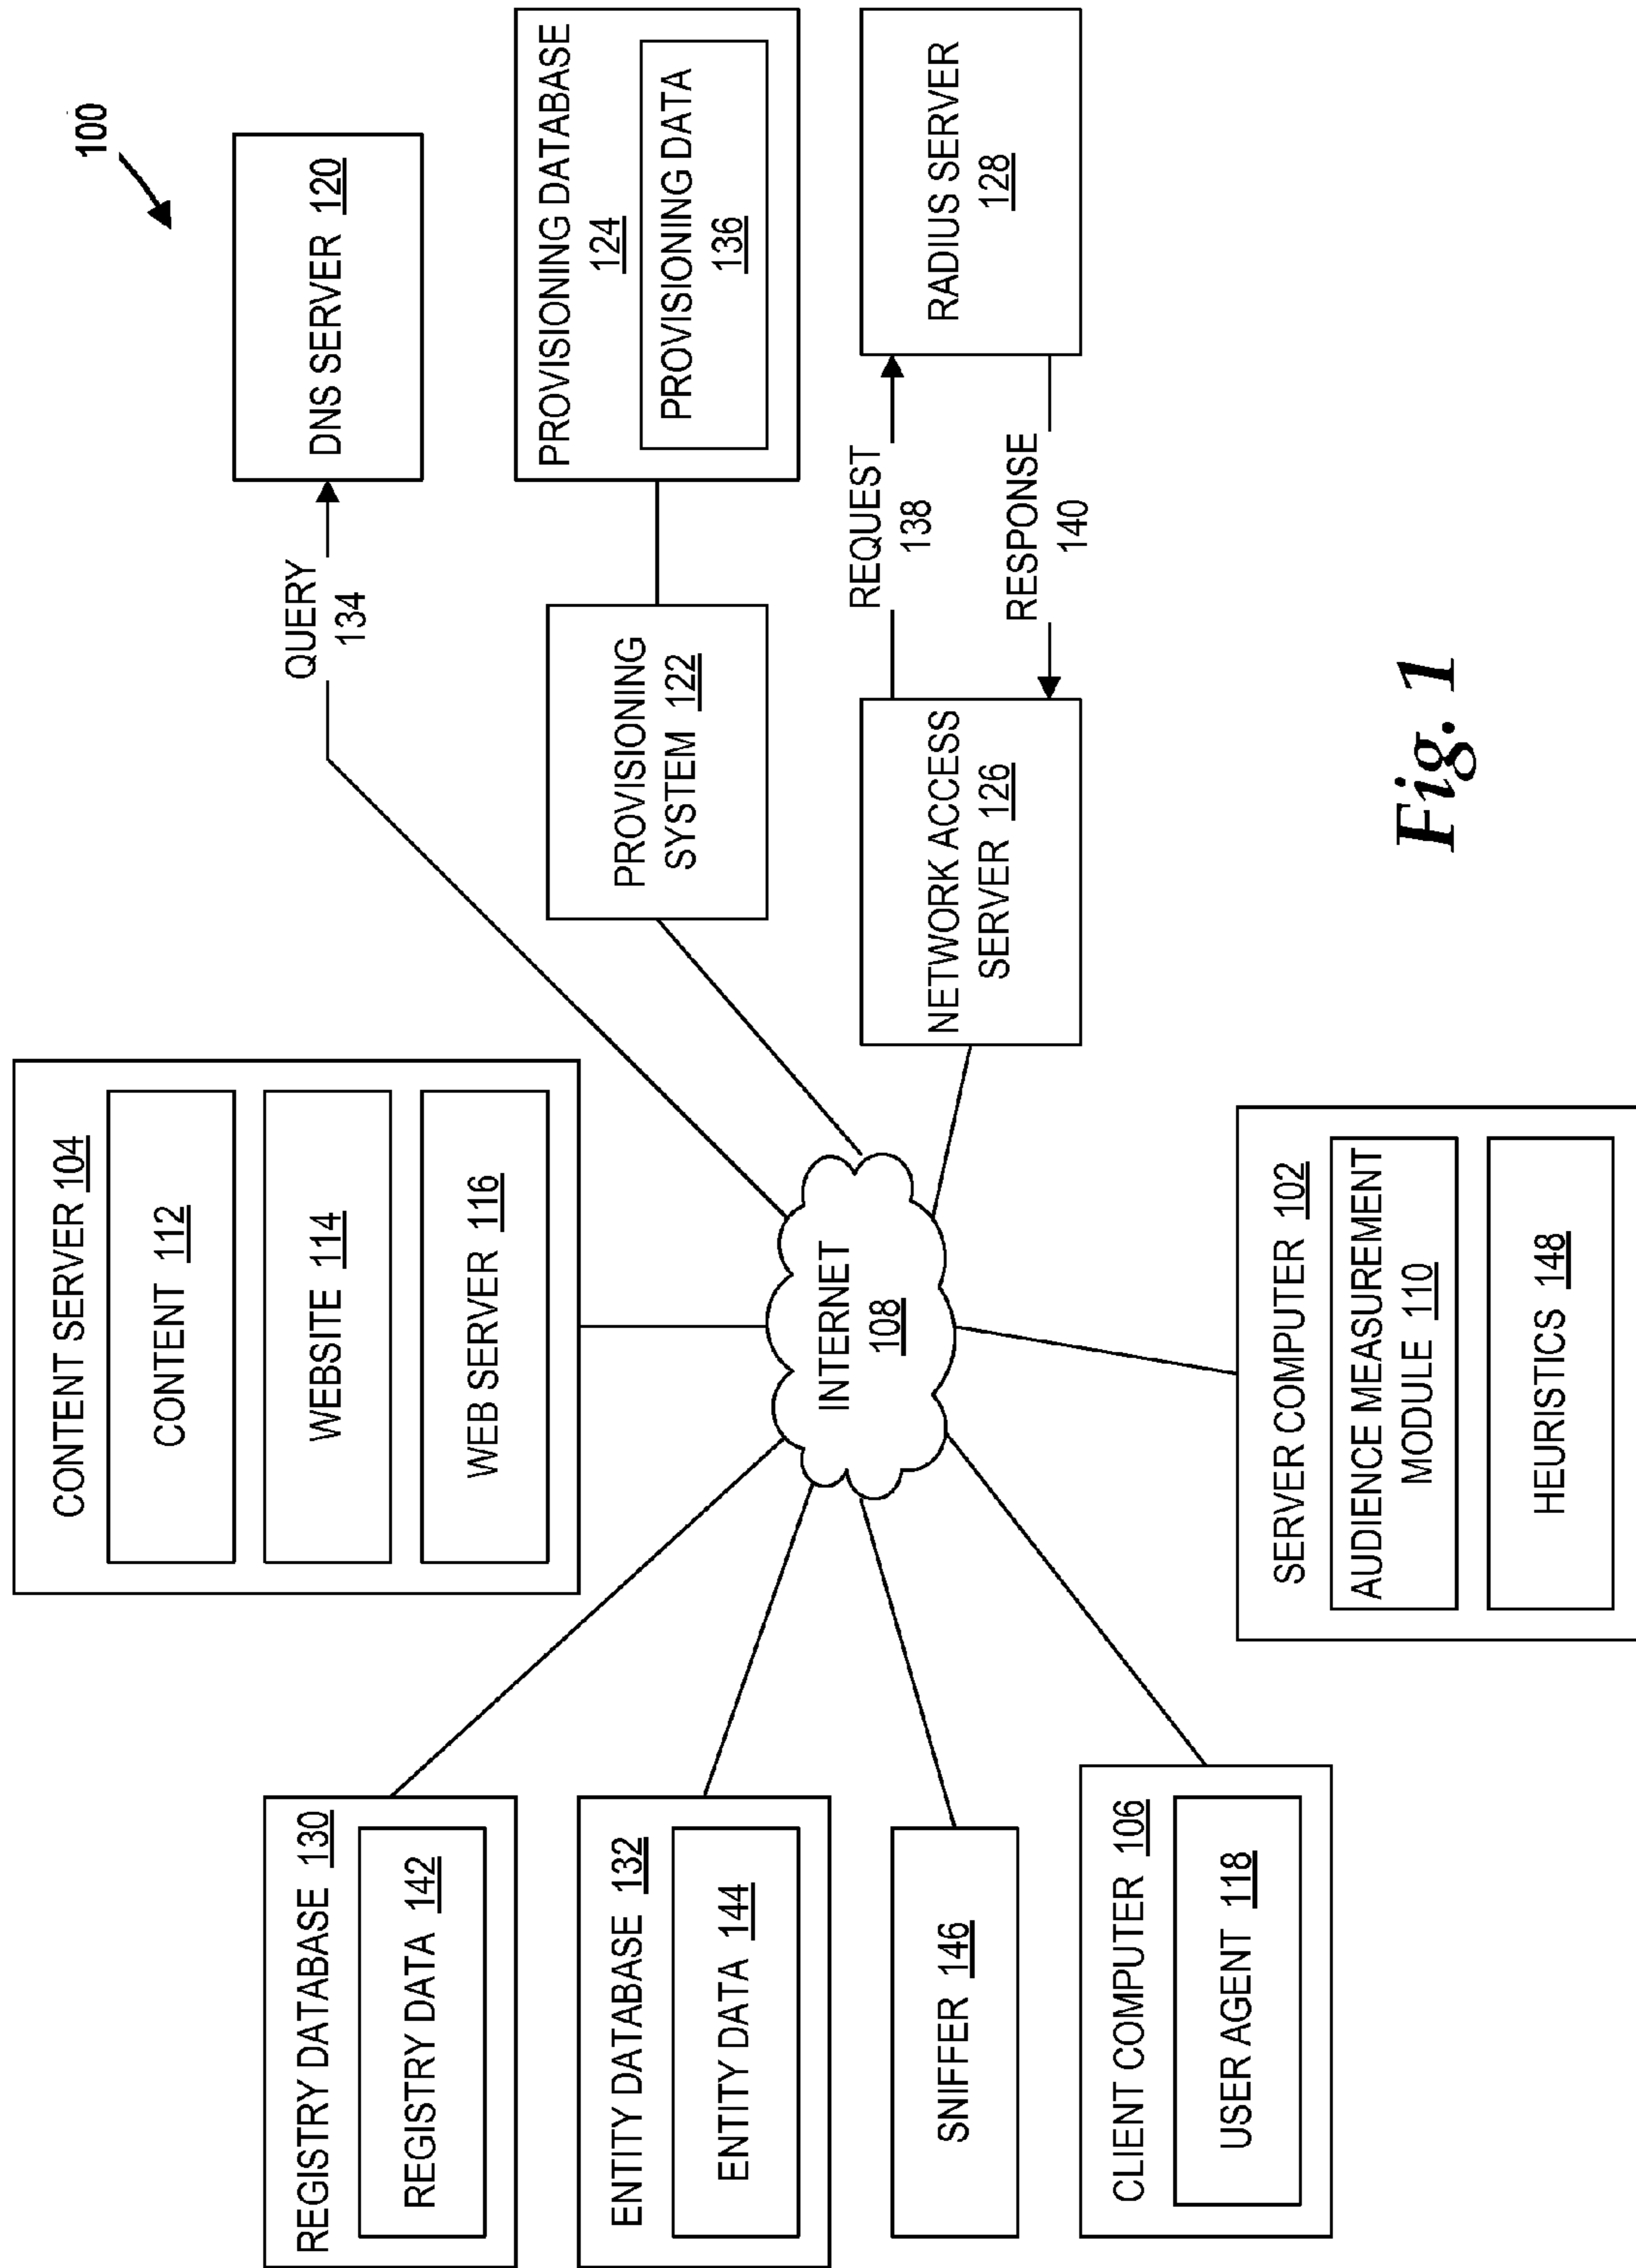 100
REGISTRY DATABASE 130
REGISTRY DATA 142
ENTITY DATABASE 132
ENTITY DATA 144
SNIFFER 146
CLIENT COMPUTER 106
USER AGENT 118
CONTENT SERVER 104
CONTENT 112
WEBSITE 114
WEB SERVER 116
INTERNET
108
SERVER COMPUTER 102
AUDIENCE MEASUREMENT
MODULE 110
HEURISTICS 148
QUERY
134
DNS SERVER 120
PROVISIONING
SYSTEM 122
PROVISIONING DATABASE
124
PROVISIONING DATA
136
NETWORK ACCESS
SERVER 126
REQUEST
138
RESPONSE
140
RADIUS SERVER
128
Fig. 1